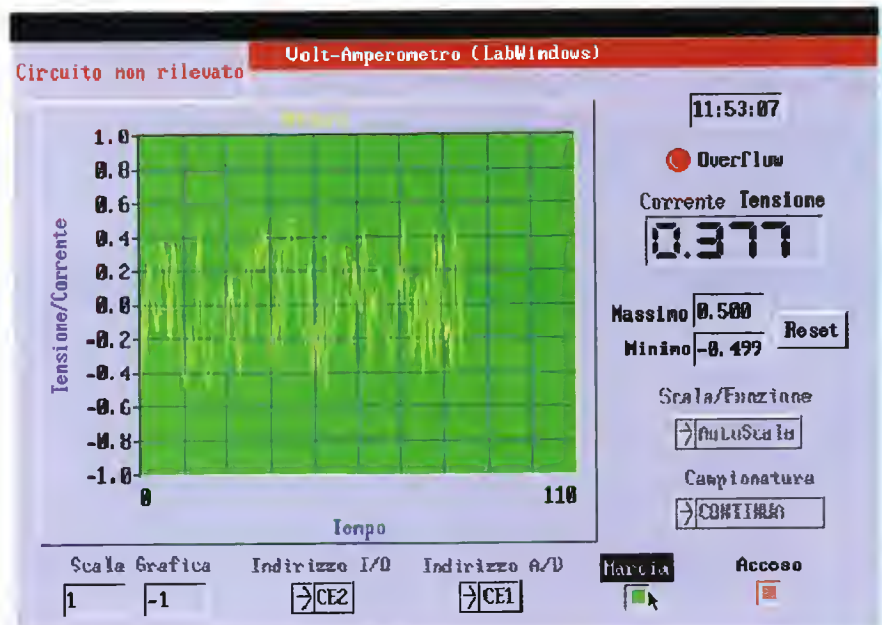 Volt-Amperometro (LabWindows)
Circuito non rilevato
11:53:07
Overflow
Corrente Tensione
0.377
Massimo 0.500
Minimo -0.499
Reset
Scala/Funzione
AutoScala
Campionatura
CONTINUA
Tensione/Corrente
1.0
0.8
0.6
0.4
0.2
0.0
-0.2
-0.4
-0.6
-0.8
-1.0
0
110
Tempo
Scala Grafica
1
-1
Indirizzo I/O
CE2
Indirizzo A/D
CE1
Marcia
Acceso